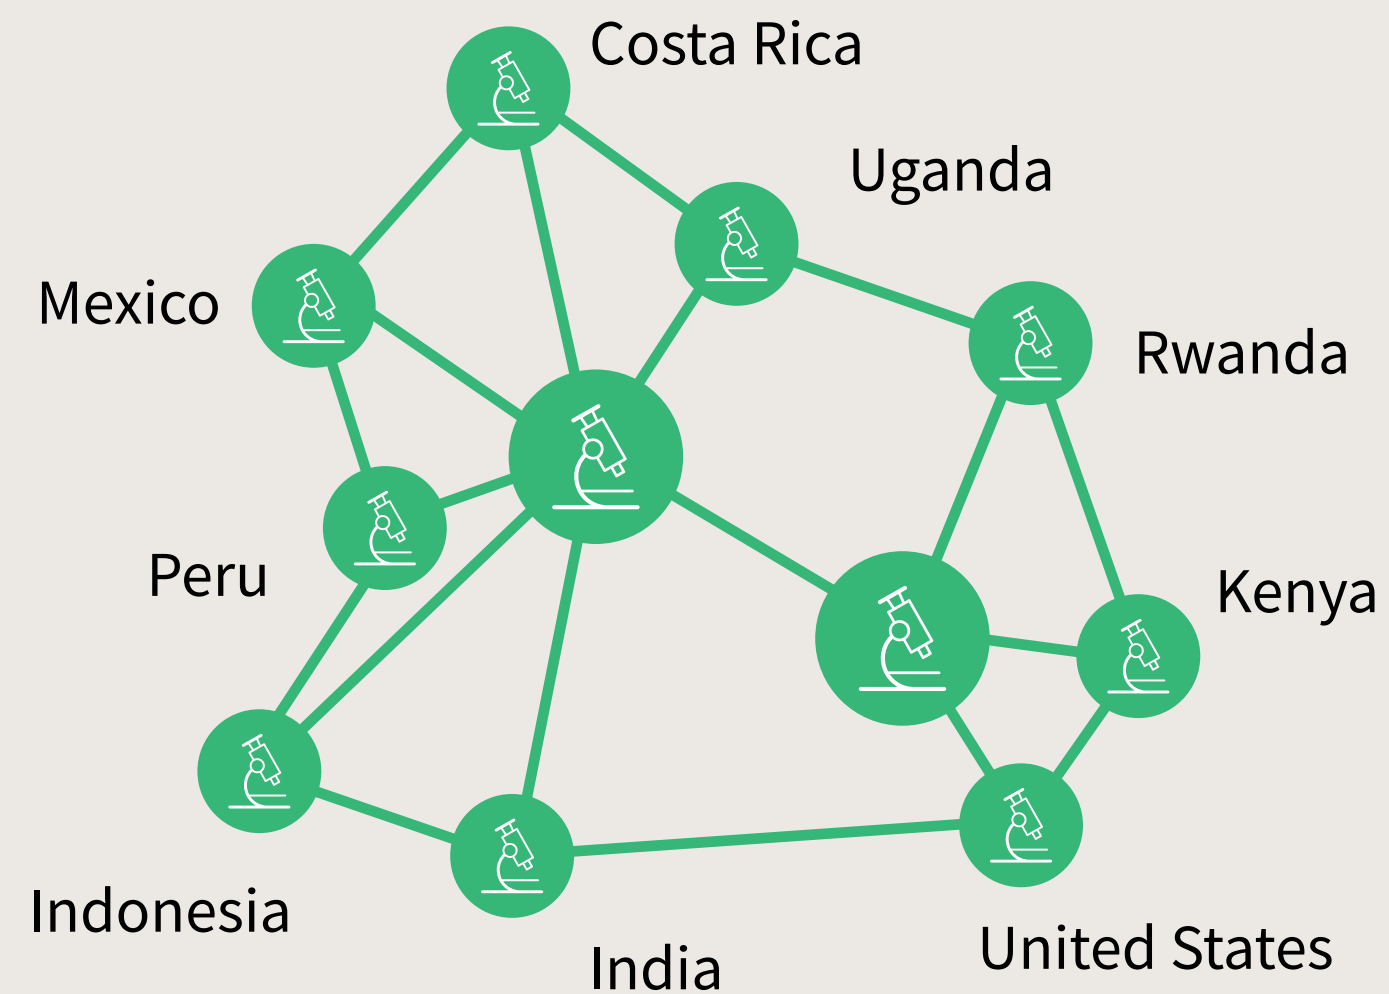 Costa Rica
Uganda
Mexico
Rwanda
Peru
Kenya
Indonesia
India
United States